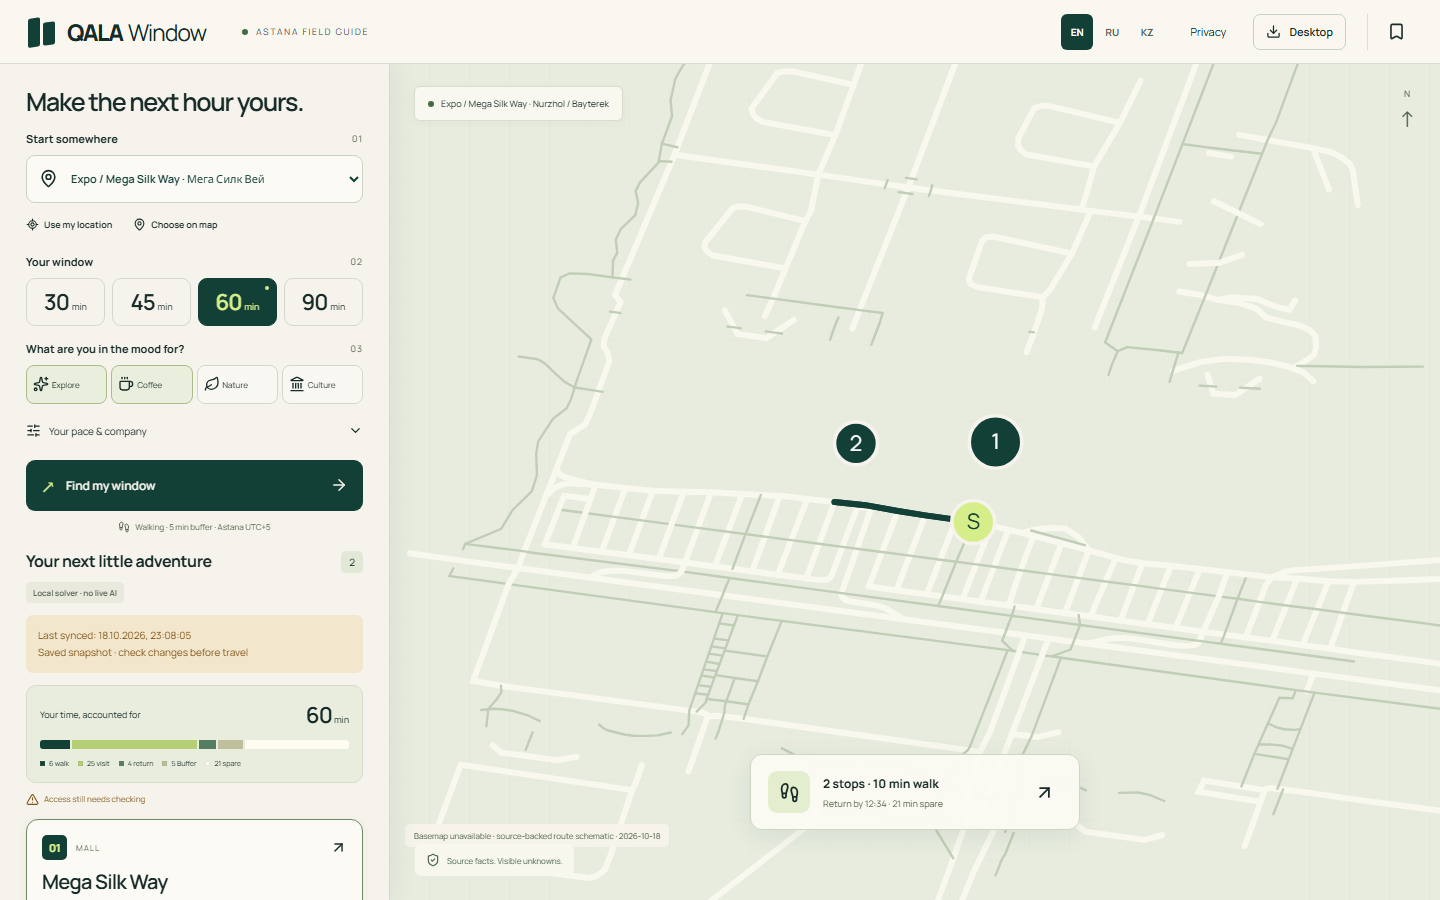 QALA Window
ASTANA FIELD GUIDE
EN
RU
KZ
Privacy
Desktop
Make the next hour yours.
Start somewhere
01
Expo / Mega Silk Way · Мега Силк Вей
Use my location
Choose on map
Your window
02
30 min
45 min
60 min
90 min
What are you in the mood for?
03
Explore
Coffee
Nature
Culture
Your pace & company
Find my window
Walking · 5 min buffer · Astana UTC+5
Your next little adventure
2
Local solver · no live AI
Last synced: 18.10.2026, 23:08:05
Saved snapshot · check changes before travel
Your time, accounted for
60 min
6 walk
25 visit
4 return
5 Buffer
21 spare
Access still needs checking
01
MALL
Mega Silk Way
Expo / Mega Silk Way · Nurzhol / Bayterek
N
2
1
S
2 stops · 10 min walk
Return by 12:34 · 21 min spare
Basemap unavailable · source-backed route schematic · 2026-10-18
Source facts. Visible unknowns.